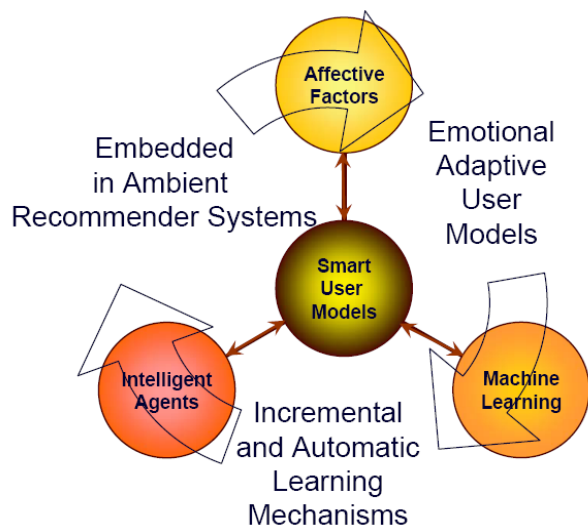 Affective
Factors
Embedded
in Ambient
Recommender Systems
Emotional
Adaptive
User
Models
Smart
User
Models
Intelligent
Agents
Machine
Learning
Incremental
and Automatic
Learning
Mechanisms